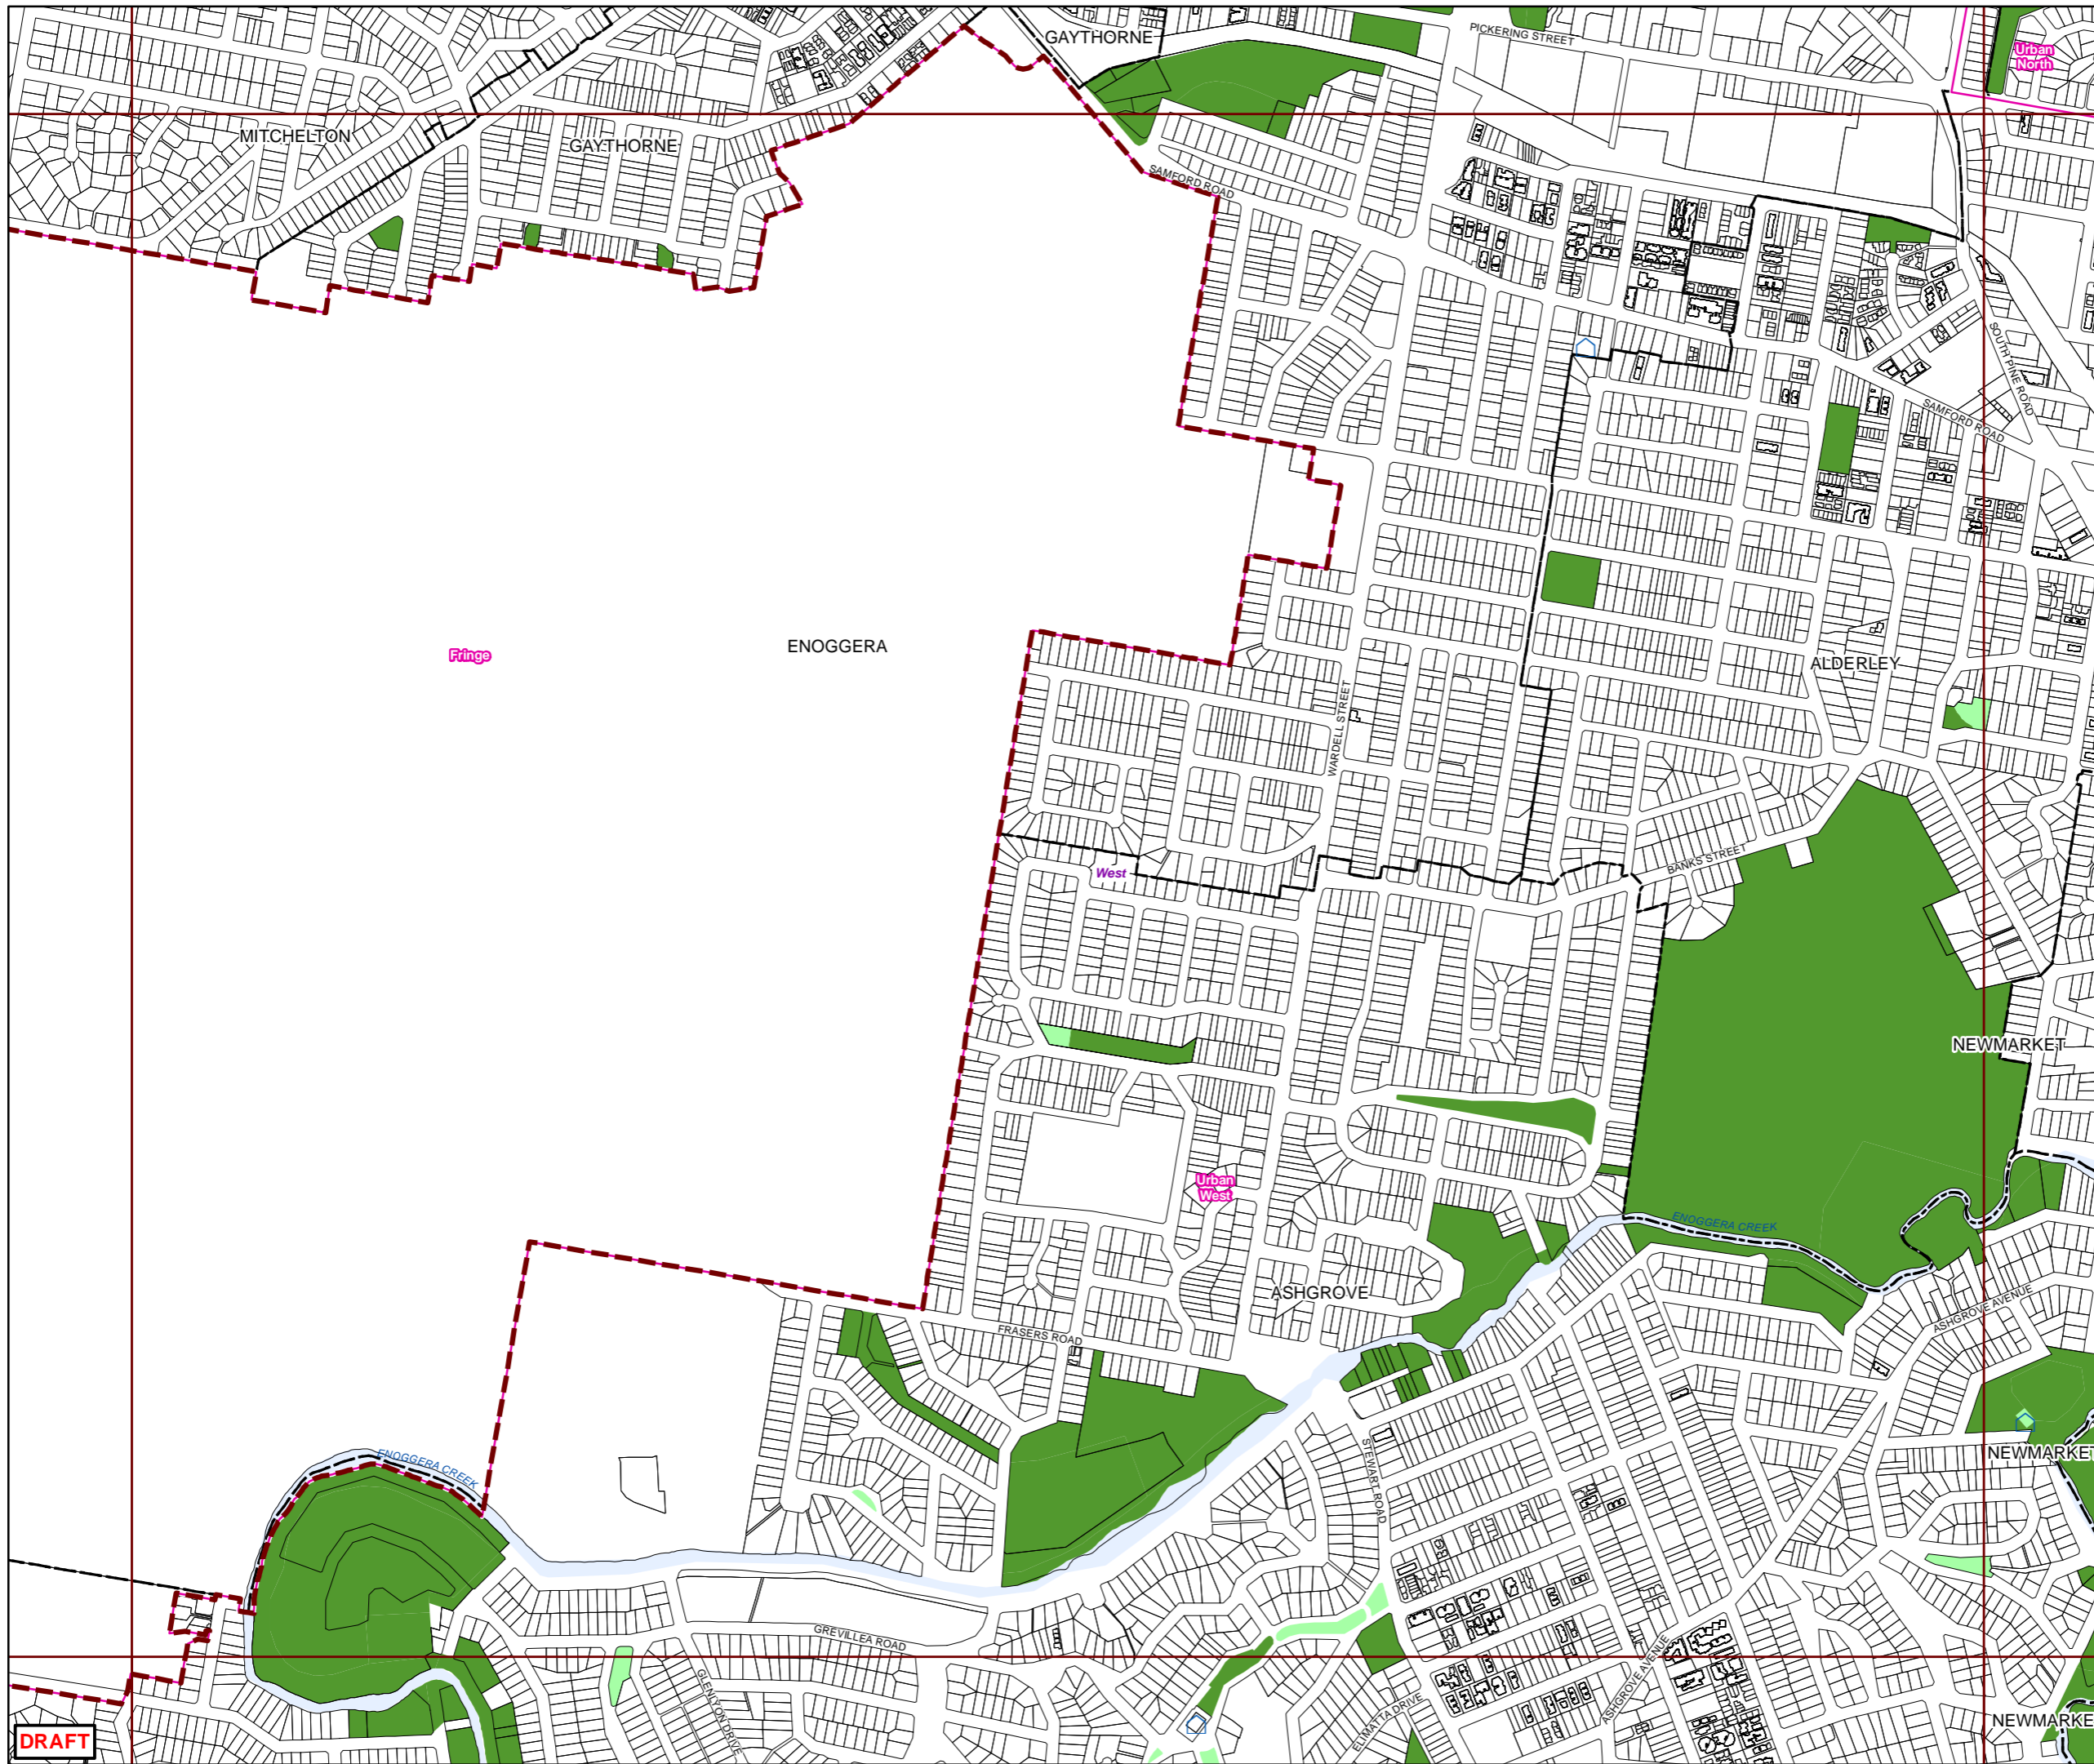 GAYTHORNE
PICKERING STREET
Urban
North
MITCHELTON
GAYTHORNE
SAMFORD ROAD
SOUTH PINE ROAD
SAMFORD ROAD
ENOGGERA
Fringe
ALDERLEY
WARDELL STREET
BANKS STREET
West
NEWMARKET
Urban
West
ENOGGERA CREEK
ASHGROVE
ASHGROVE AVENUE
FRASERS ROAD
ENOGGERA CREEK
STEWART ROAD
NEWMARKET
GREVILLEA ROAD
GLENLYON DRIVE
ASHGROVE AVENUE
ELIMATTA DRIVE
NEWMARKE
DRAFT